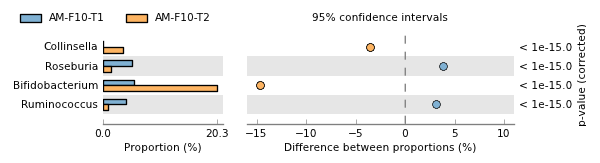 AM-F10-T1 AM-F10-T2 95% confidence intervals
Collinsella < 1e-15.0
Roseburia < 1e-15.0
Bifidobacterium < 1e-15.0
Ruminococcus < 1e-15.0
p-value (corrected)
0.0 20.3 −15 −10 −5 0 5 10
Proportion (%) Difference between proportions (%)